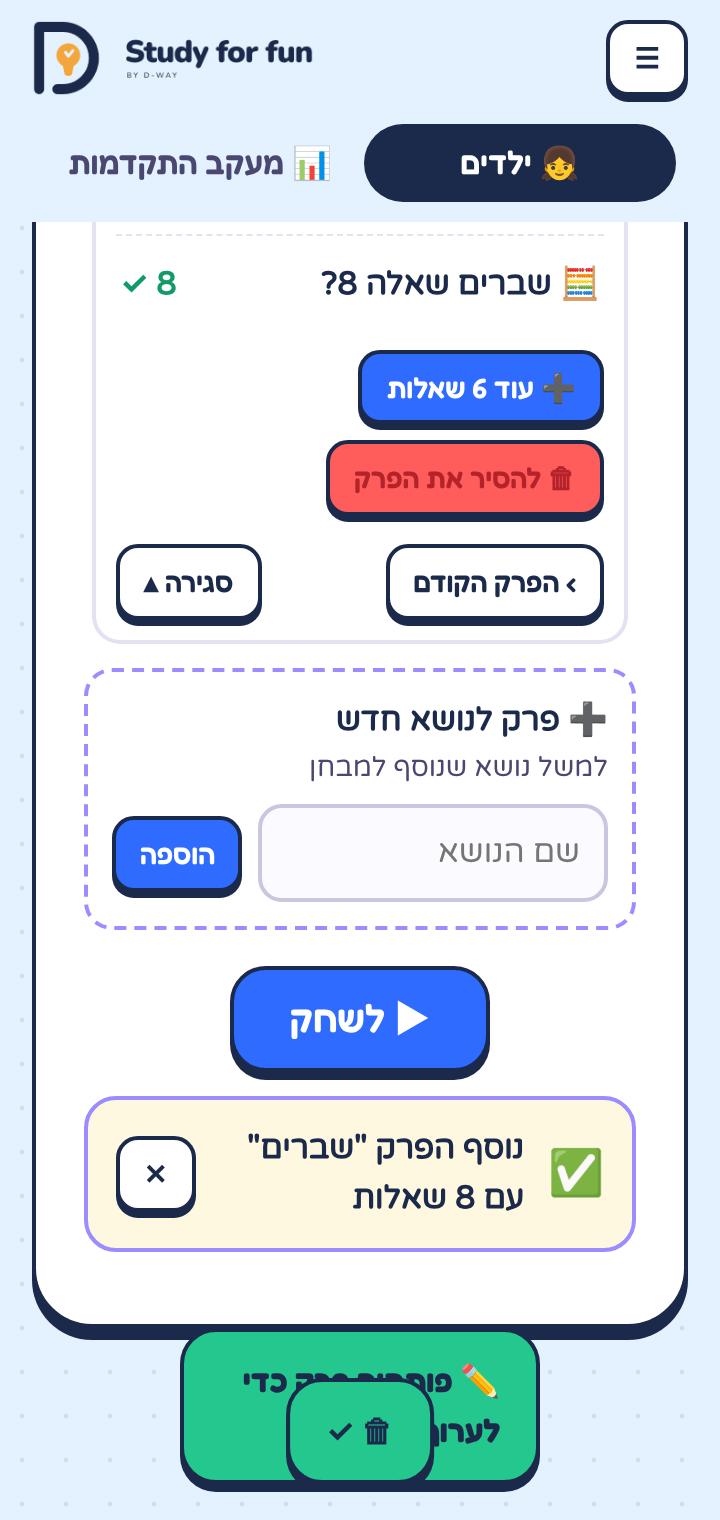 Study for fun
BY D-WAY
☰
👧 ילדים
📊 מעקב התקדמות
🧮 שברים שאלה 8?
8 ✓
➕ עוד 6 שאלות
🗑 להסיר את הפרק
‹ הפרק הקודם
סגירה ▲
➕ פרק לנושא חדש
למשל נושא שנוסף למבחן
שם הנושא
הוספה
▶ לשחק
✅ נוסף הפרק "שברים"
עם 8 שאלות
✕
✏️ כדי
🗑 ✓